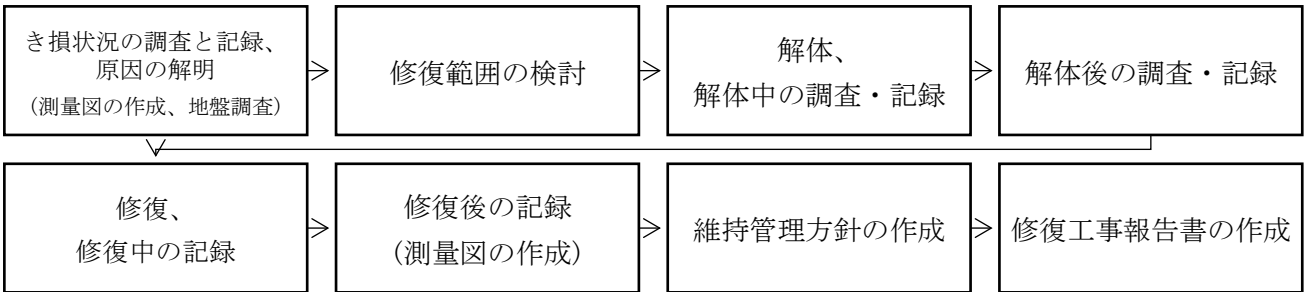 き損状況の調査と記録、
原因の解明
(測量図の作成、地盤調査)
修復範囲の検討
解体、
解体中の調査・記録
解体後の調査・記録
修復、
修復中の記録
修復後の記録
(測量図の作成)
維持管理方針の作成
修復工事報告書の作成